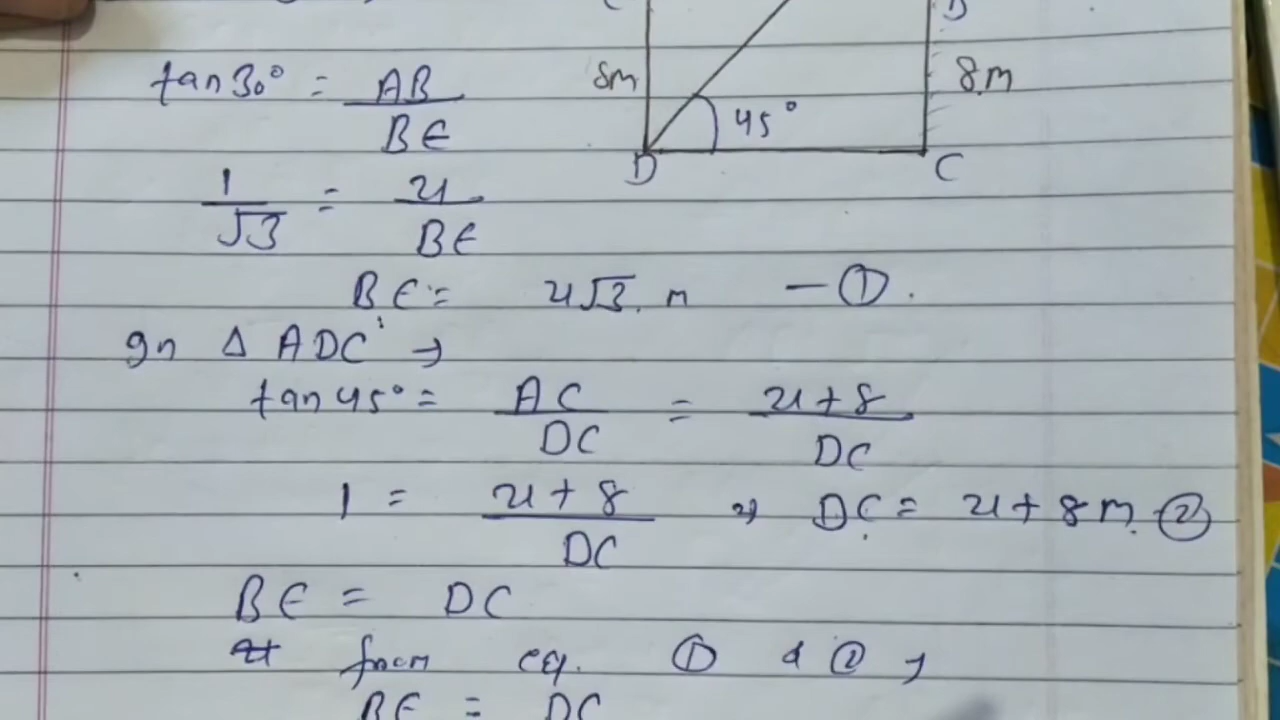 E B
tan 30° = AB / BE
8m 8m
45°
D C
1 / √3 = x / BE
BE = x√3 m — ①.
In Δ ADC →
tan 45° = AC / DC = x + 8 / DC
1 = x + 8 / DC ⇒ DC = x + 8 m ②
BE = DC
from eq. ① & ② ,
BE = DC